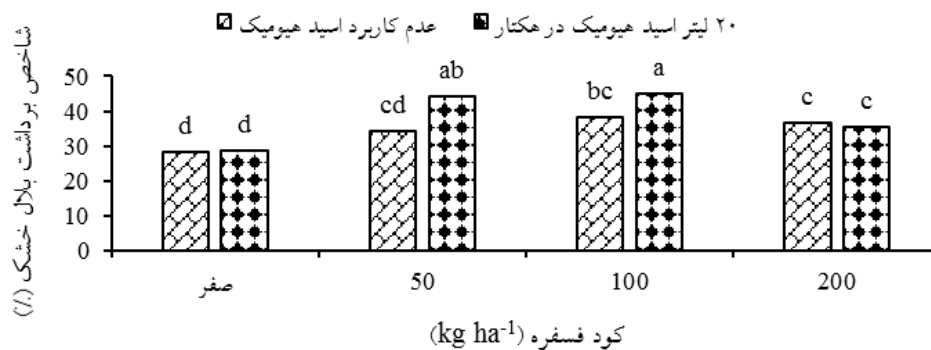 عدم کاربرد اسید هیومیک ۲۰ لیتر اسید هیومیک در هکتار
شاخص برداشت بلال خشک (٪)
50
40
30
20
10
0
d d cd ab bc a c c
صفر 50 100 200
کود فسفره (kg ha-1)